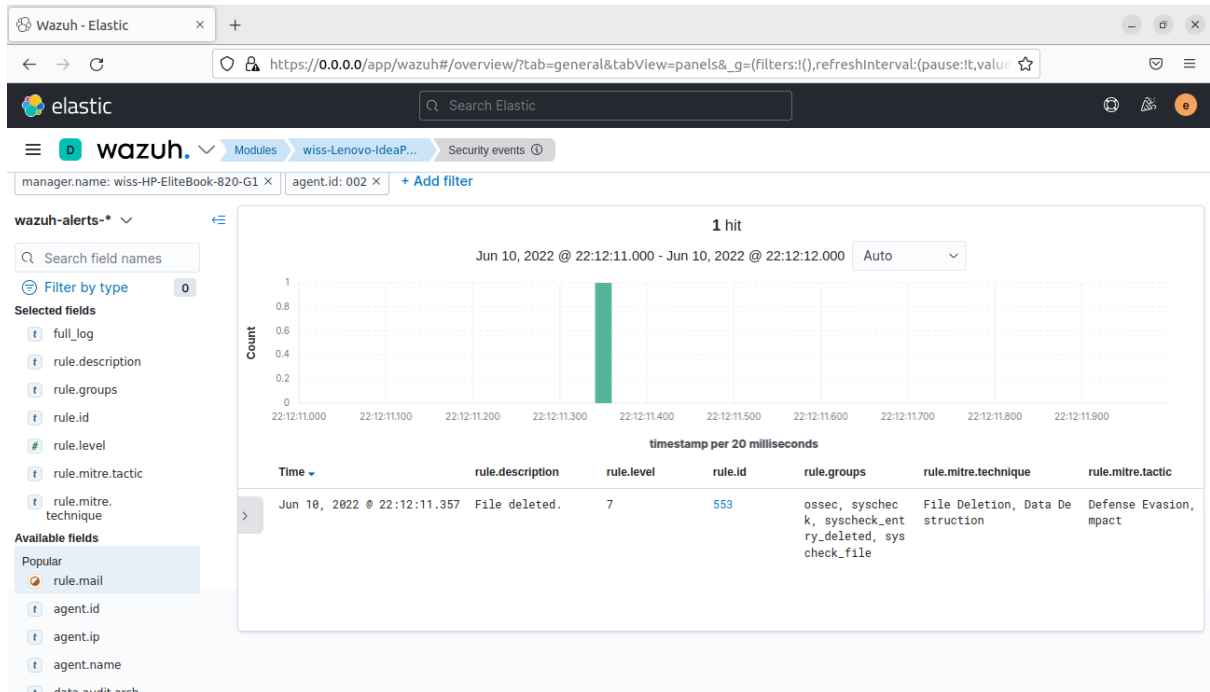 Wazuh - Elastic × +
https://0.0.0.0/app/wazuh#/overview/?tab=general&tabView=panels&_g=(filters:!(),refreshInterval:(pause:!t,value
elastic
Search Elastic
e
D wazuh. Modules wiss-Lenovo-IdeaP... Security events
manager.name: wiss-HP-EliteBook-820-G1 × agent.id: 002 × + Add filter
wazuh-alerts-*
Search field names
Filter by type 0
Selected fields
t full_log
t rule.description
t rule.groups
t rule.id
# rule.level
t rule.mitre.tactic
t rule.mitre.
technique
Available fields
Popular
rule.mail
t agent.id
t agent.ip
t agent.name
t data.audit.arch
1 hit
Jun 10, 2022 @ 22:12:11.000 - Jun 10, 2022 @ 22:12:12.000 Auto
Count
1
0.8
0.6
0.4
0.2
0
22:12:11.000 22:12:11.100 22:12:11.200 22:12:11.300 22:12:11.400 22:12:11.500 22:12:11.600 22:12:11.700 22:12:11.800 22:12:11.900
timestamp per 20 milliseconds
Time rule.description rule.level rule.id rule.groups rule.mitre.technique rule.mitre.tactic
Jun 10, 2022 @ 22:12:11.357 File deleted. 7 553 ossec, syschec File Deletion, Data De Defense Evasion,
k, syscheck_ent struction mpact
ry_deleted, sys
check_file